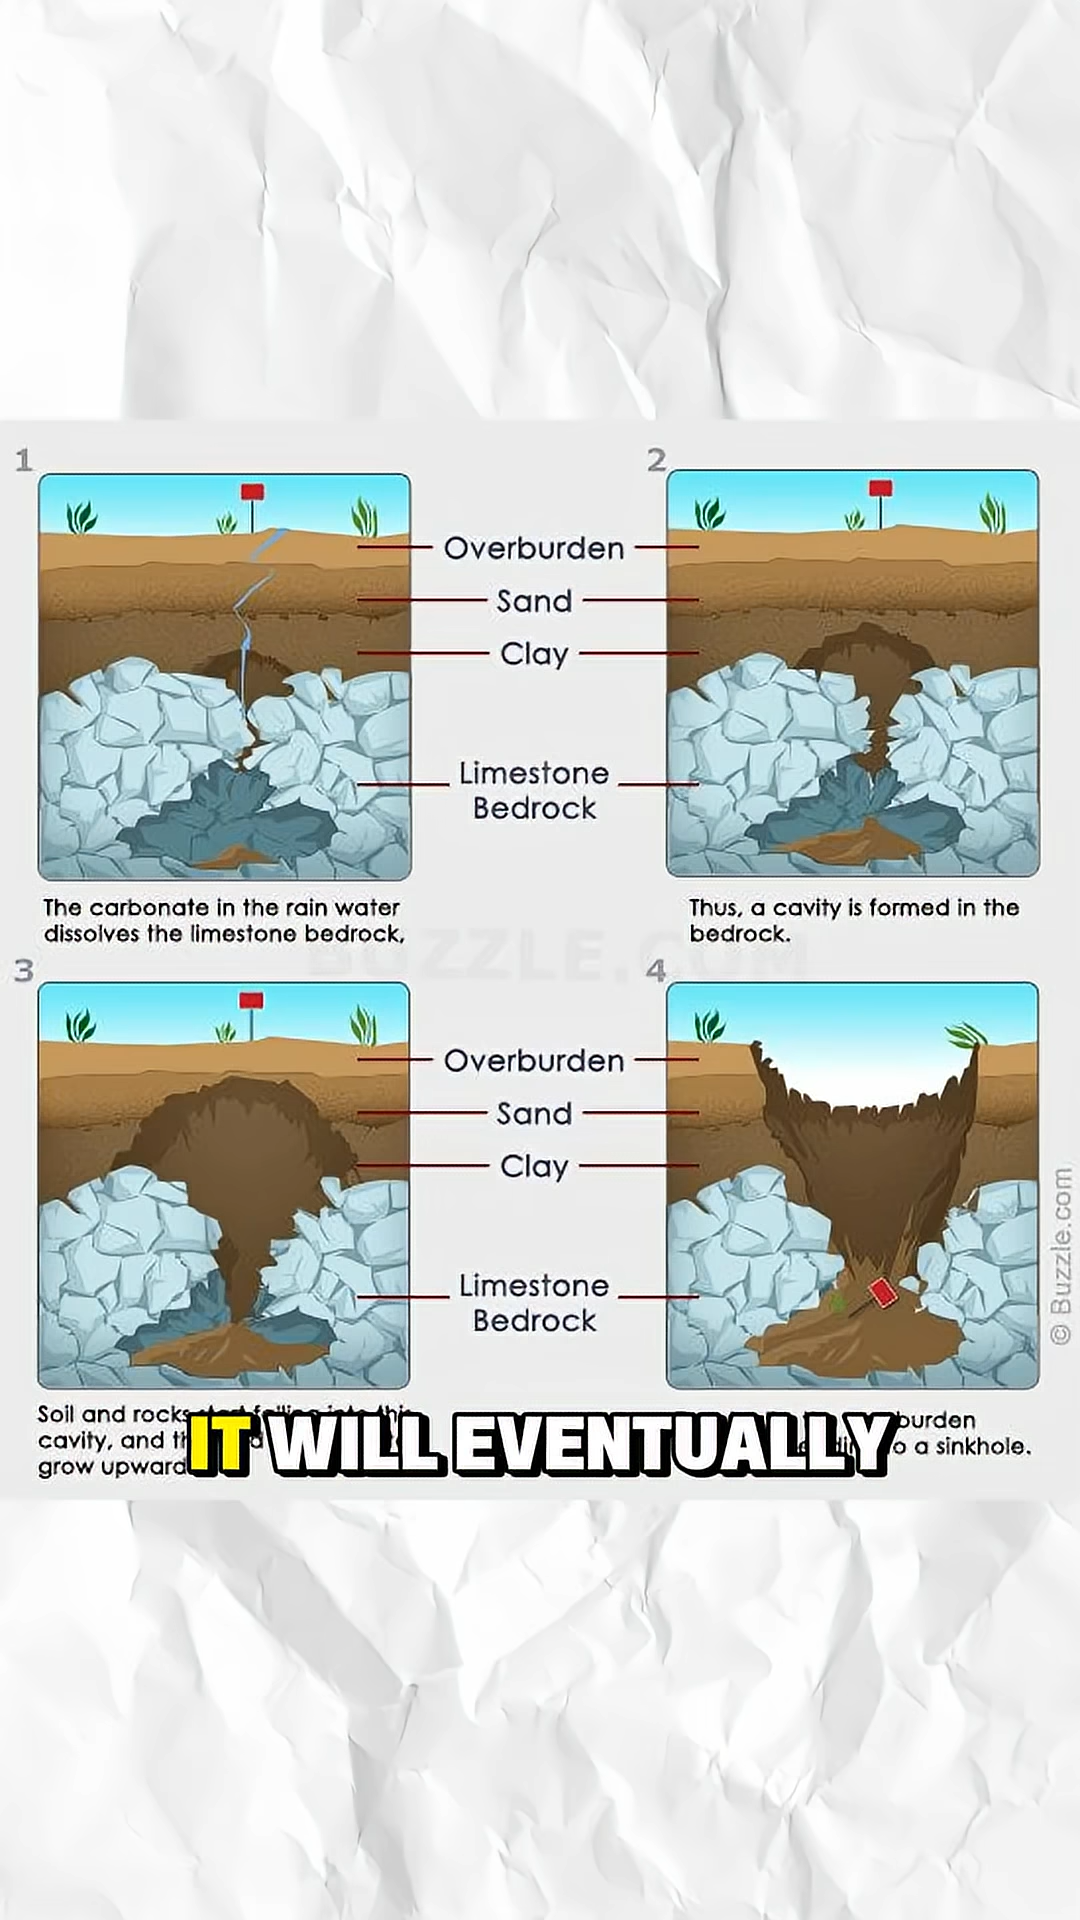 1
2
Overburden
Sand
Clay
Limestone
Bedrock
The carbonate in the rain water
dissolves the limestone bedrock,
Thus, a cavity is formed in the
bedrock.
BUZZLE.COM
3
4
Overburden
Sand
Clay
Limestone
Bedrock
© Buzzle.com
Soil and rocks
cavity, and
grow upward
burden
to a sinkhole.
IT WILL EVENTUALLY